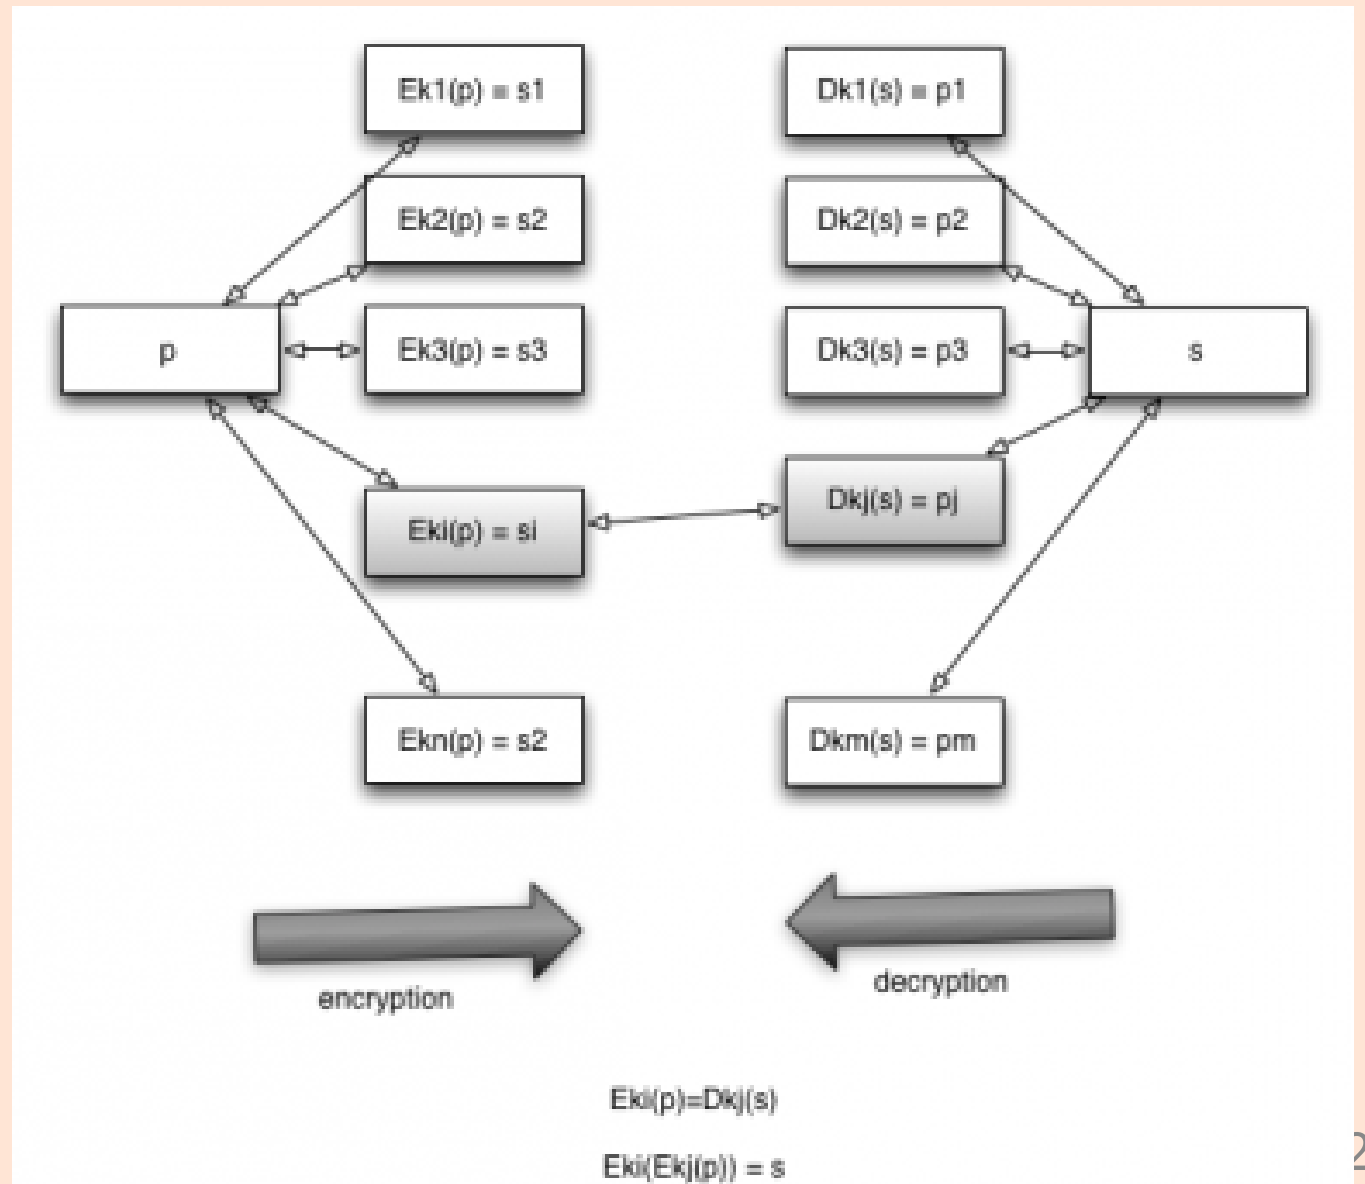 Ek1(p) = s1
Dk1(s) = p1
Ek2(p) = s2
Dk2(s) = p2
p
Ek3(p) = s3
Dk3(s) = p3
s
Eki(p) = si
Dkj(s) = pj
Ekn(p) = s2
Dkm(s) = pm
encryption
decryption
Eki(p)=Dkj(s)
Eki(Ekj(p)) = s
2